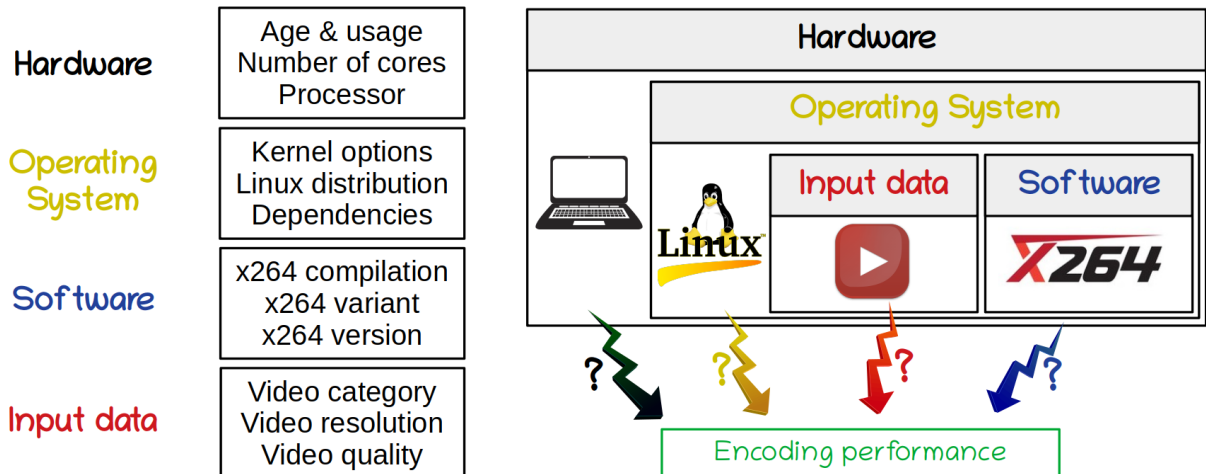 Hardware
Age & usage
Number of cores
Processor
Operating
System
Kernel options
Linux distribution
Dependencies
Software
x264 compilation
x264 variant
x264 version
Input data
Video category
Video resolution
Video quality
Hardware
Operating System
Input data
Software
Linux™
X264
?
?
?
?
Encoding performance